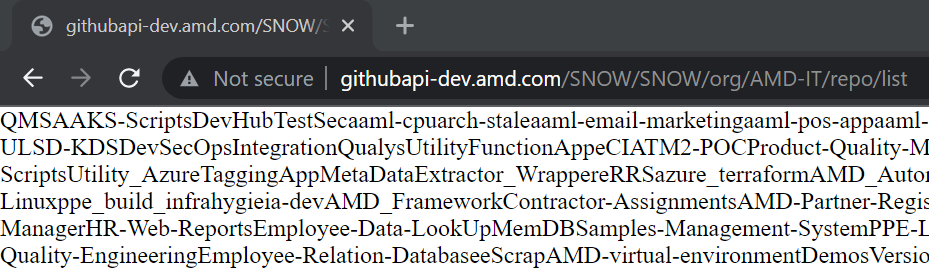 githubapi-dev.amd.com/SNOW/S
Not secure | githubapi-dev.amd.com/SNOW/SNOW/org/AMD-IT/repo/list
QMSAAKS-ScriptsDevHubTestSecaaml-cpuarch-staleaaml-email-marketingaaml-pos-appaaml-
ULSD-KDSDevSecOpsIntegrationQualysUtilityFunctionAppeCIATM2-POCProduct-Quality-M
ScriptsUtility_AzureTaggingAppMetaDataExtractor_WrappereRRSazure_terraformAMD_Autor
Linuxppe_build_infrahygieia-devAMD_FrameworkContractor-AssignmentsAMD-Partner-Regis
ManagerHR-Web-ReportsEmployee-Data-LookUpMemDBSamples-Management-SystemPPE-L
Quality-EngineeringEmployee-Relation-DatabaseeScrapAMD-virtual-environmentDemosVersio